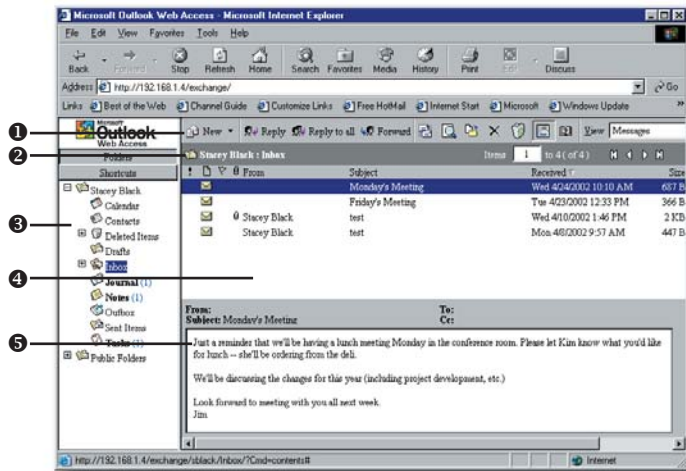 Microsoft Outlook Web Access - Microsoft Internet Explorer
File Edit View Favorites Tools Help
Back Forward Stop Refresh Home Search Favorites Media History Print Edit Discuss
Address http://192.168.1.4/exchange/ Go
Links Best of the Web Channel Guide Customize Links Free HotMail Internet Start Microsoft Windows Update »
❶ Microsoft Outlook Web Access New Reply Reply to all Forward View Messages
❷ Folders Stacey Black : Inbox Items 1 to 4 ( of 4 )
Shortcuts ! From Subject Received Size
❸ Stacey Black
Calendar
Contacts
Deleted Items
Drafts
Inbox
Journal (1)
Notes (1)
Outbox
Sent Items
Tasks (1)
Public Folders
Monday's Meeting Wed 4/24/2002 10:10 AM 687 B
Friday's Meeting Tue 4/23/2002 12:33 PM 366 B
Stacey Black test Wed 4/10/2002 1:46 PM 2 KB
Stacey Black test Mon 4/8/2002 9:57 AM 447 B
❹
From: To:
Subject: Monday's Meeting Cc:
❺ Just a reminder that we'll be having a lunch meeting Monday in the conference room. Please let Kim know what you'd like
for lunch -- she'll be ordering from the deli.
We'll be discussing the changes for this year (including project development, etc.)
Look forward to meeting with you all next week.
Jim
http://192.168.1.4/exchange/sblack/Inbox/?Cmd=contents# Internet